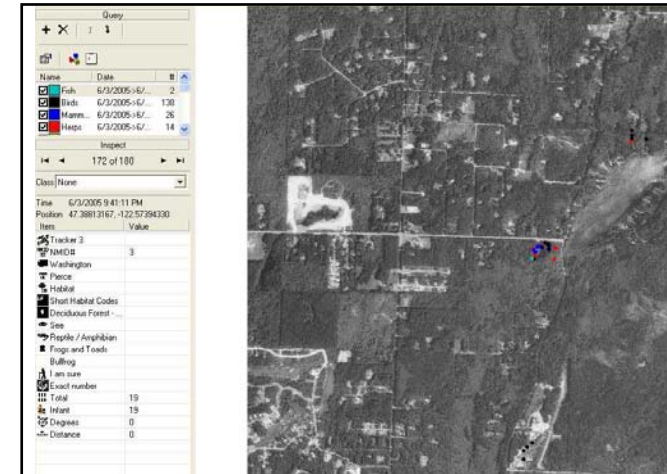 Query
Name Date #
Fish 6/3/2005->6/... 2
Birds 6/3/2005->6/... 138
Mamm... 6/3/2005->6/... 26
Herps 6/3/2005->6/... 14
Inspect
172 of 180
Class None
Time 6/3/2005 9:41:11 PM
Position 47.38813167, -122.57394330
Item Value
Tracker 3
NMID# 3
Washington
Pierce
Habitat
Short Habitat Codes
Deciduous Forest -...
See
Reptile / Amphibian
Frogs and Toads
Bullfrog
I am sure
Exact number
Total 19
Infant 19
Degrees 0
Distance 0